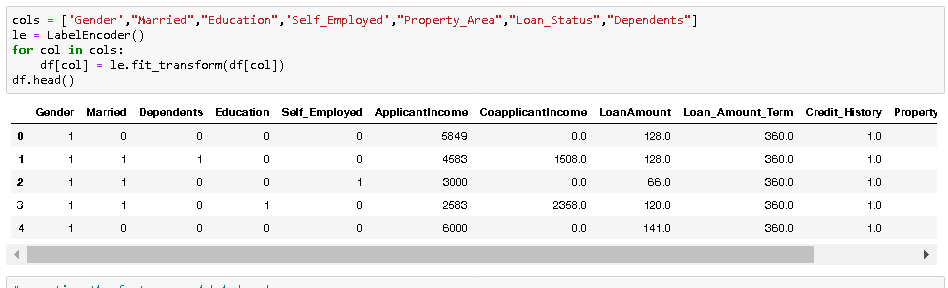 cols = ['Gender',"Married","Education",'Self_Employed',"Property_Area","Loan_Status","Dependents"]
le = LabelEncoder()
for col in cols:
    df[col] = le.fit_transform(df[col])
df.head()
Gender Married Dependents Education Self_Employed ApplicantIncome CoapplicantIncome LoanAmount Loan_Amount_Term Credit_History Property
0 1 0 0 0 0 5849 0.0 128.0 360.0 1.0
1 1 1 1 0 0 4583 1508.0 128.0 360.0 1.0
2 1 1 0 0 1 3000 0.0 66.0 360.0 1.0
3 1 1 0 1 0 2583 2358.0 120.0 360.0 1.0
4 1 0 0 0 0 6000 0.0 141.0 360.0 1.0